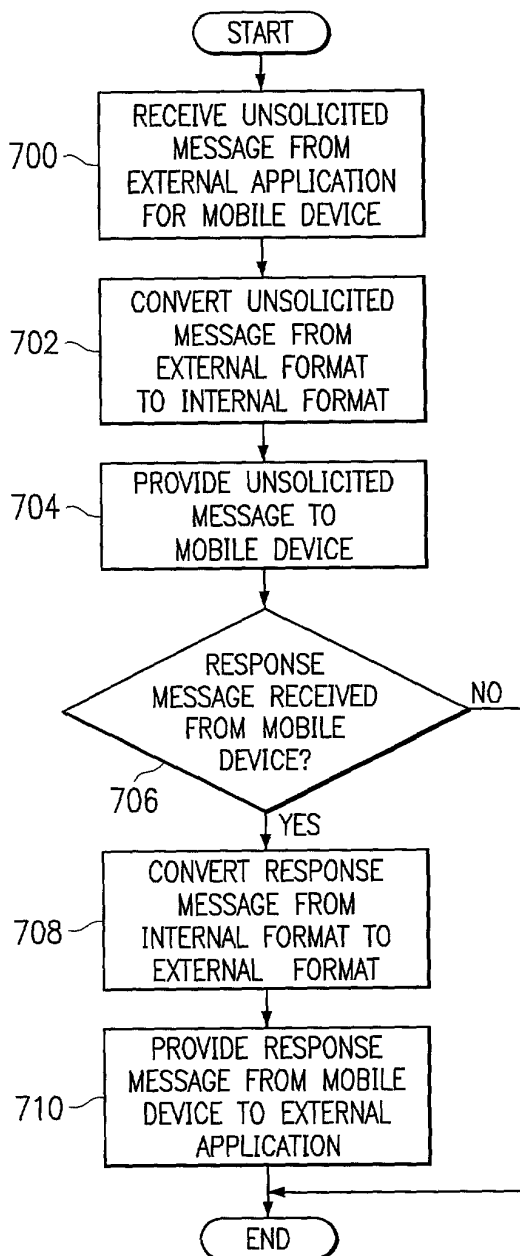 START
700
RECEIVE UNSOLICITED
MESSAGE FROM
EXTERNAL APPLICATION
FOR MOBILE DEVICE
702
CONVERT UNSOLICITED
MESSAGE FROM
EXTERNAL FORMAT
TO INTERNAL FORMAT
704
PROVIDE UNSOLICITED
MESSAGE TO
MOBILE DEVICE
RESPONSE
MESSAGE RECEIVED
FROM MOBILE
DEVICE?
NO
706
YES
708
CONVERT RESPONSE
MESSAGE FROM
INTERNAL FORMAT TO
EXTERNAL FORMAT
710
PROVIDE RESPONSE
MESSAGE FROM MOBILE
DEVICE TO EXTERNAL
APPLICATION
END